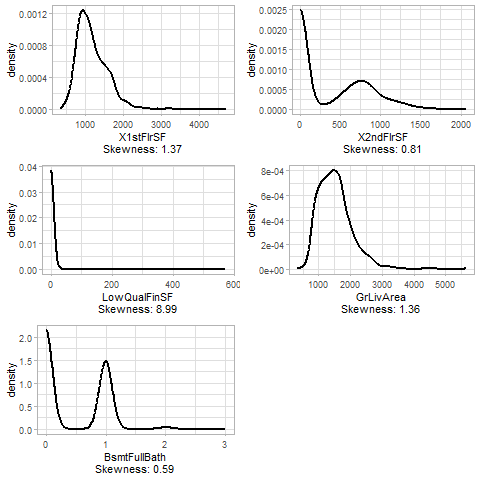 0.0012
0.0008
0.0004
0.0000
density
1000 2000 3000 4000
X1stFlrSF
Skewness: 1.37
0.0025
0.0020
0.0015
0.0010
0.0005
0.0000
density
0 500 1000 1500 2000
X2ndFlrSF
Skewness: 0.81
0.04
0.03
0.02
0.01
0.00
density
0 200 400 600
LowQualFinSF
Skewness: 8.99
8e-04
6e-04
4e-04
2e-04
0e+00
density
1000 2000 3000 4000 5000
GrLivArea
Skewness: 1.36
2.0
1.5
1.0
0.5
0.0
density
0 1 2 3
BsmtFullBath
Skewness: 0.59